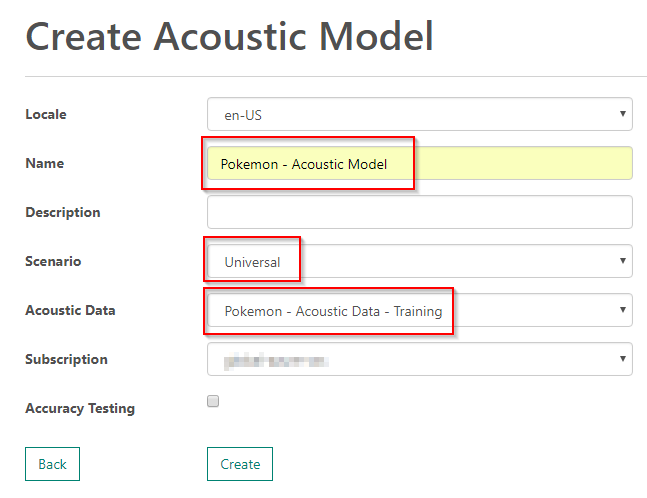 Create Acoustic Model
Locale en-US
Name Pokemon - Acoustic Model
Description
Scenario Universal
Acoustic Data Pokemon - Acoustic Data - Training
Subscription
Accuracy Testing
Back Create